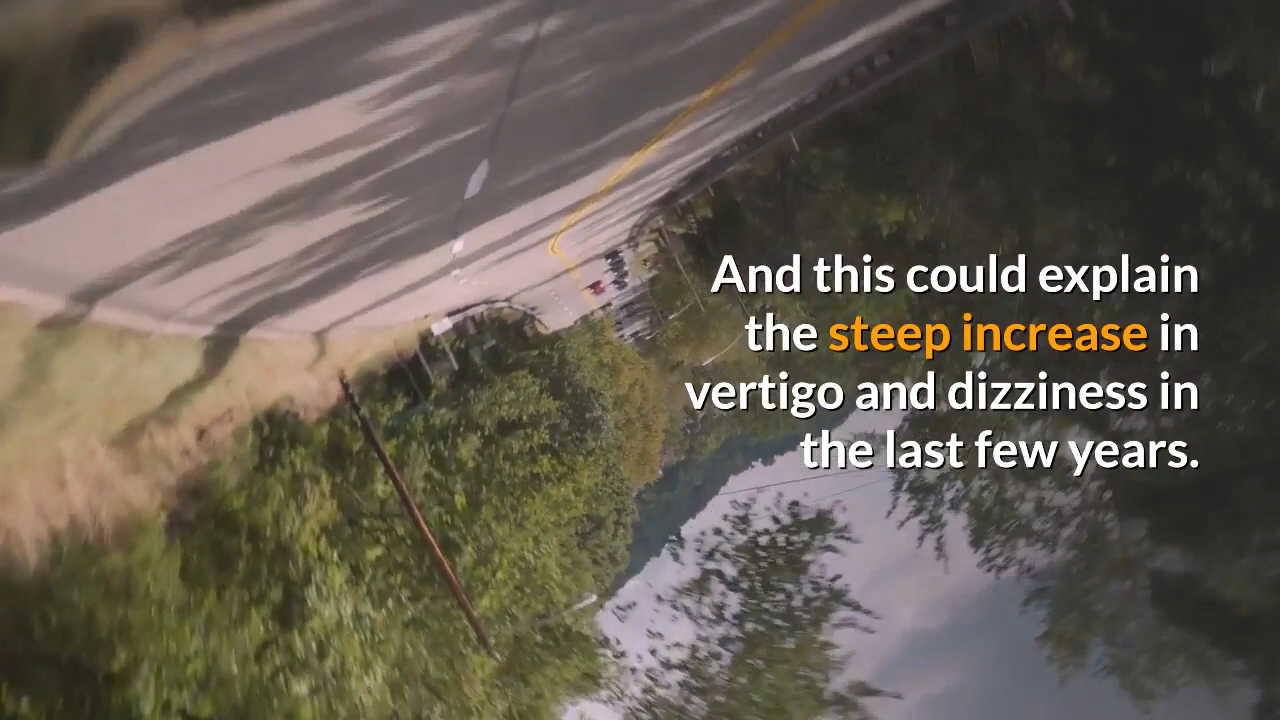 And this could explain
the steep increase in
vertigo and dizziness in
the last few years.